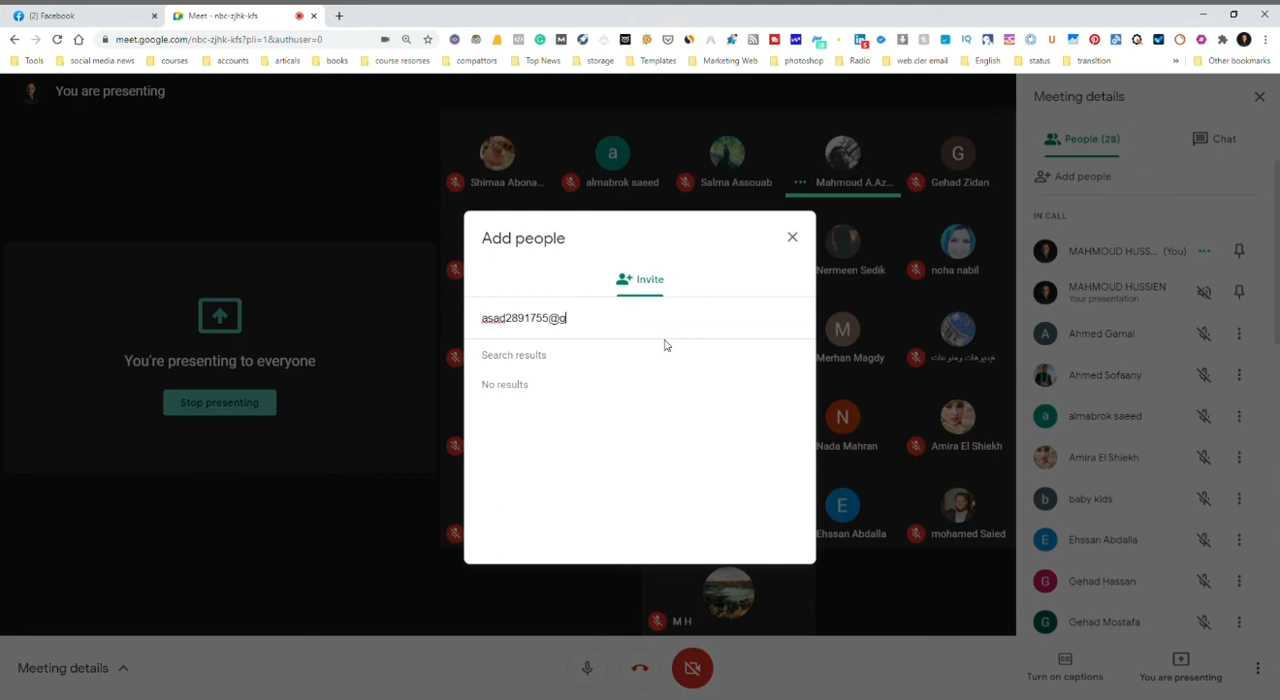 (2) Facebook
Meet - nbc-zjhk-kfs
meet.google.com/nbc-zjhk-kfs?pli=1&authuser=0
Tools
social media news
courses
accounts
articals
books
course resorses
compattors
Top News
storage
Templates
Marketing Web
photoshop
Radio
web cler email
English
status
transltion
Other bookmarks
You are presenting
Meeting details
People (28)
Chat
Add people
IN CALL
Shimaa Abona...
almabrok saeed
Salma Assouab
Mahmoud A.Az...
Gehad Zidan
Nermeen Sedik
noha nabil
Merhan Magdy
فيديوهات ومنوعات
Nada Mahran
Amira El Shiekh
Ehssan Abdalla
mohamed Saied
M H
You're presenting to everyone
Stop presenting
Add people
Invite
asad2891755@g
Search results
No results
MAHMOUD HUSS... (You)
MAHMOUD HUSSIEN
Your presentation
Ahmed Gamal
Ahmed Sofaany
almabrok saeed
Amira El Shiekh
baby kids
Ehssan Abdalla
Gehad Hassan
Gehad Mostafa
Meeting details
Turn on captions
You are presenting